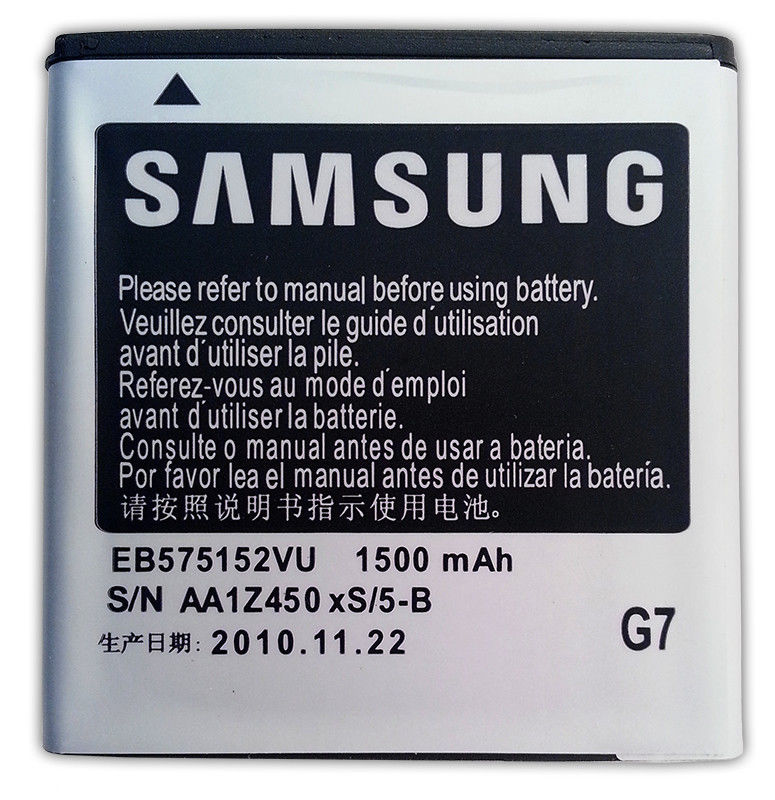 SAMSUNG
Please refer to manual before using battery.
Veuillez consulter le guide d´utilisation
avant d´utiliser la pile.
Referez-vous au mode d´emploi
avant d´utiliser la batterie.
Consulte o manual antes de usar a bateria.
Por favor lea el manual antes de utilizar la batería.
请按照说明书指示使用电池。
EB575152VU 1500 mAh
S/N AA1Z450 xS/5-B
生产日期: 2010.11.22
G7